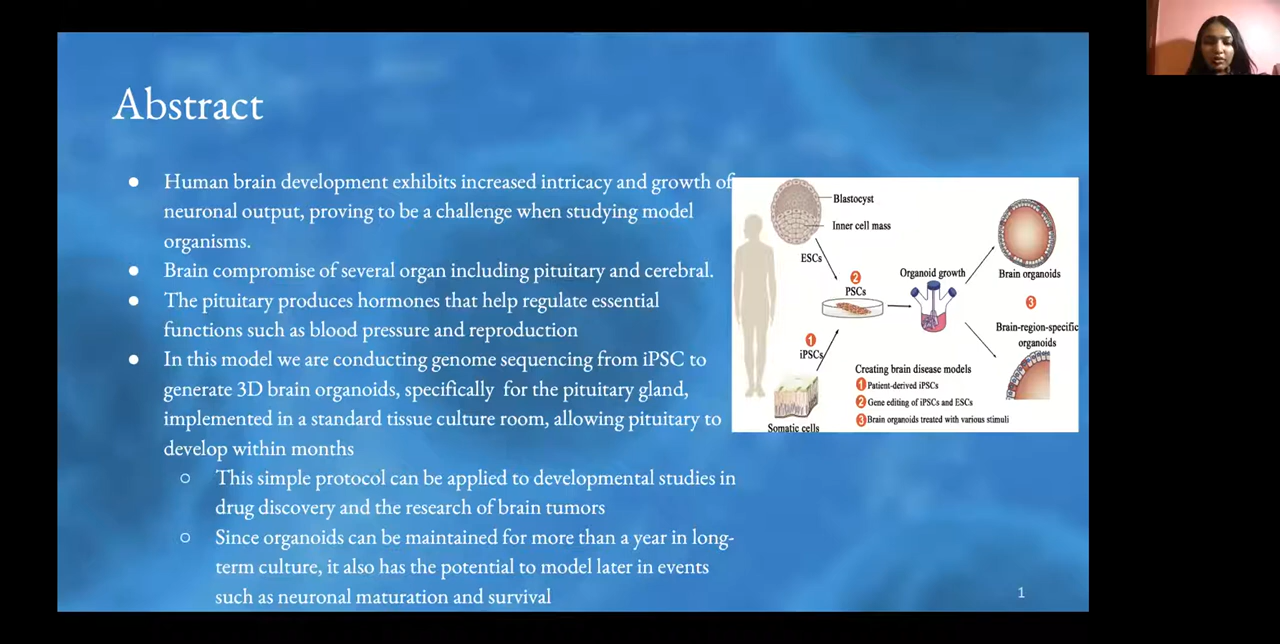 Abstract
● Human brain development exhibits increased intricacy and growth of
neuronal output, proving to be a challenge when studying model
organisms.
● Brain compromise of several organ including pituitary and cerebral.
● The pituitary produces hormones that help regulate essential
functions such as blood pressure and reproduction
● In this model we are conducting genome sequencing from iPSC to
generate 3D brain organoids, specifically for the pituitary gland,
implemented in a standard tissue culture room, allowing pituitary to
develop within months
○ This simple protocol can be applied to developmental studies in
drug discovery and the research of brain tumors
○ Since organoids can be maintained for more than a year in long-
term culture, it also has the potential to model later in events
such as neuronal maturation and survival
Blastocyst
Inner cell mass
ESCs
2
PSCs
Organoid growth
Brain organoids
3
Brain-region-specific
organoids
1
iPSCs
Somatic cells
Creating brain disease models
1 Patient-derived iPSCs
2 Gene editing of iPSCs and ESCs
3 Brain organoids treated with various stimuli
1